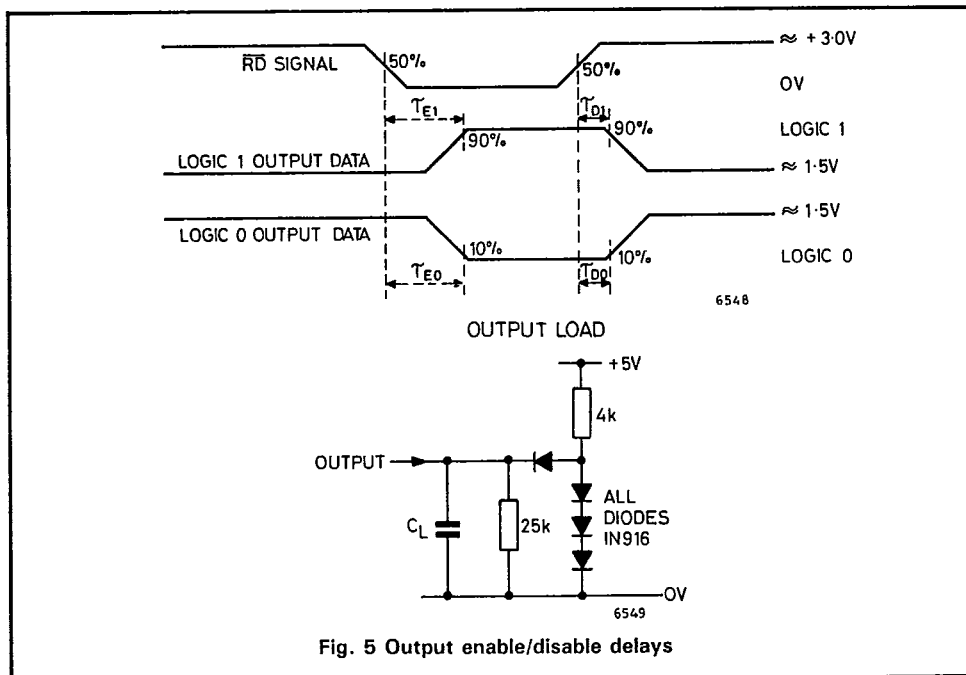 ≈ +3·0V
R̅D̅ SIGNAL
50%
50%
0V
τE1
τD1
90%
90%
LOGIC 1
LOGIC 1 OUTPUT DATA
≈ 1·5V
≈ 1·5V
LOGIC 0 OUTPUT DATA
10%
10%
LOGIC 0
τE0
τD0
6548
OUTPUT LOAD
+5V
4k
OUTPUT
CL
25k
ALL
DIODES
IN916
0V
6549
Fig. 5 Output enable/disable delays